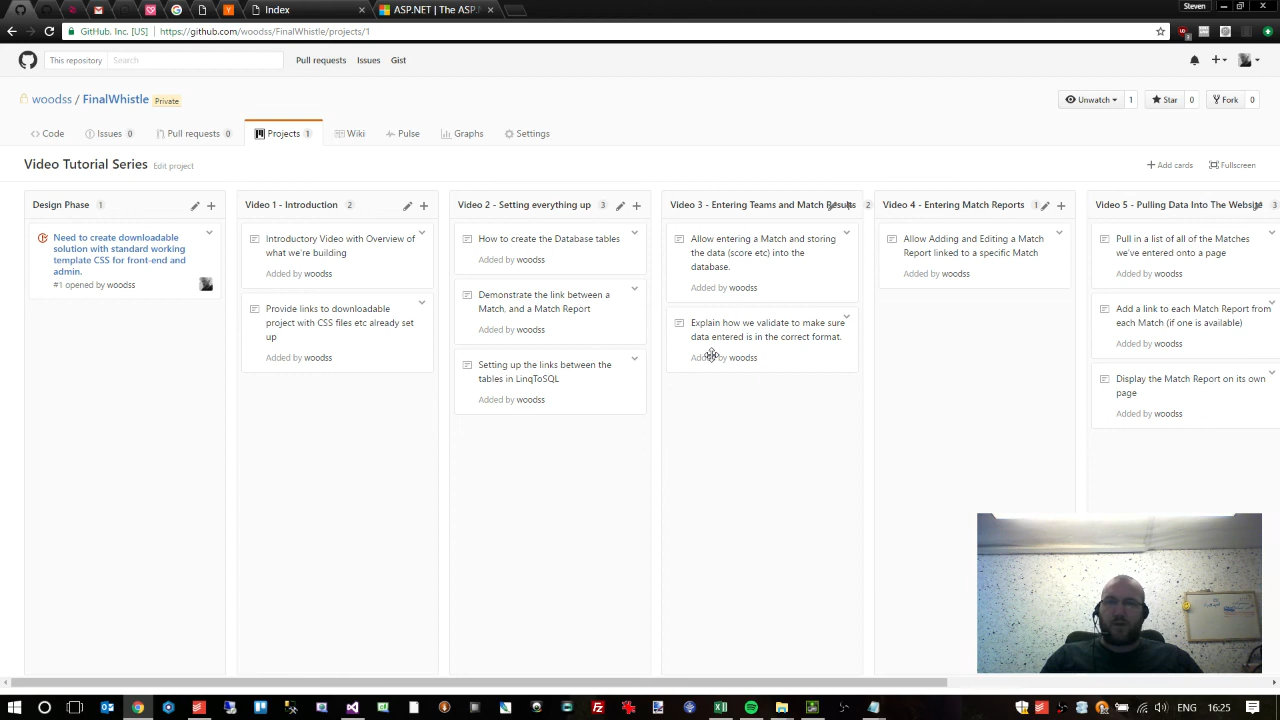 Steven
Index
ASP.NET | The ASP.
GitHub, Inc. [US]
https://github.com/woodss/FinalWhistle/projects/1
This repository
Search
Pull requests
Issues
Gist
woodss / FinalWhistle
Private
Unwatch
1
Star
0
Fork
0
Code
Issues 0
Pull requests 0
Projects 1
Wiki
Pulse
Graphs
Settings
Video Tutorial Series
Edit project
Add cards
Fullscreen
Design Phase 1
Need to create downloadable
solution with standard working
template CSS for front-end and
admin.
#1 opened by woodss
Video 1 - Introduction 2
Introductory Video with Overview of
what we're building
Added by woodss
Provide links to downloadable
project with CSS files etc already set
up
Added by woodss
Video 2 - Setting everything up 3
How to create the Database tables
Added by woodss
Demonstrate the link between a
Match, and a Match Report
Added by woodss
Setting up the links between the
tables in LinqToSQL
Added by woodss
Video 3 - Entering Teams and Match Results 2
Allow entering a Match and storing
the data (score etc) into the
database.
Added by woodss
Explain how we validate to make sure
data entered is in the correct format.
Added by woodss
Video 4 - Entering Match Reports 1
Allow Adding and Editing a Match
Report linked to a specific Match
Added by woodss
Video 5 - Pulling Data Into The Website 3
Pull in a list of all of the Matches
we've entered onto a page
Added by woodss
Add a link to each Match Report from
each Match (if one is available)
Added by woodss
Display the Match Report on its own
page
Added by woodss
ENG
16:25